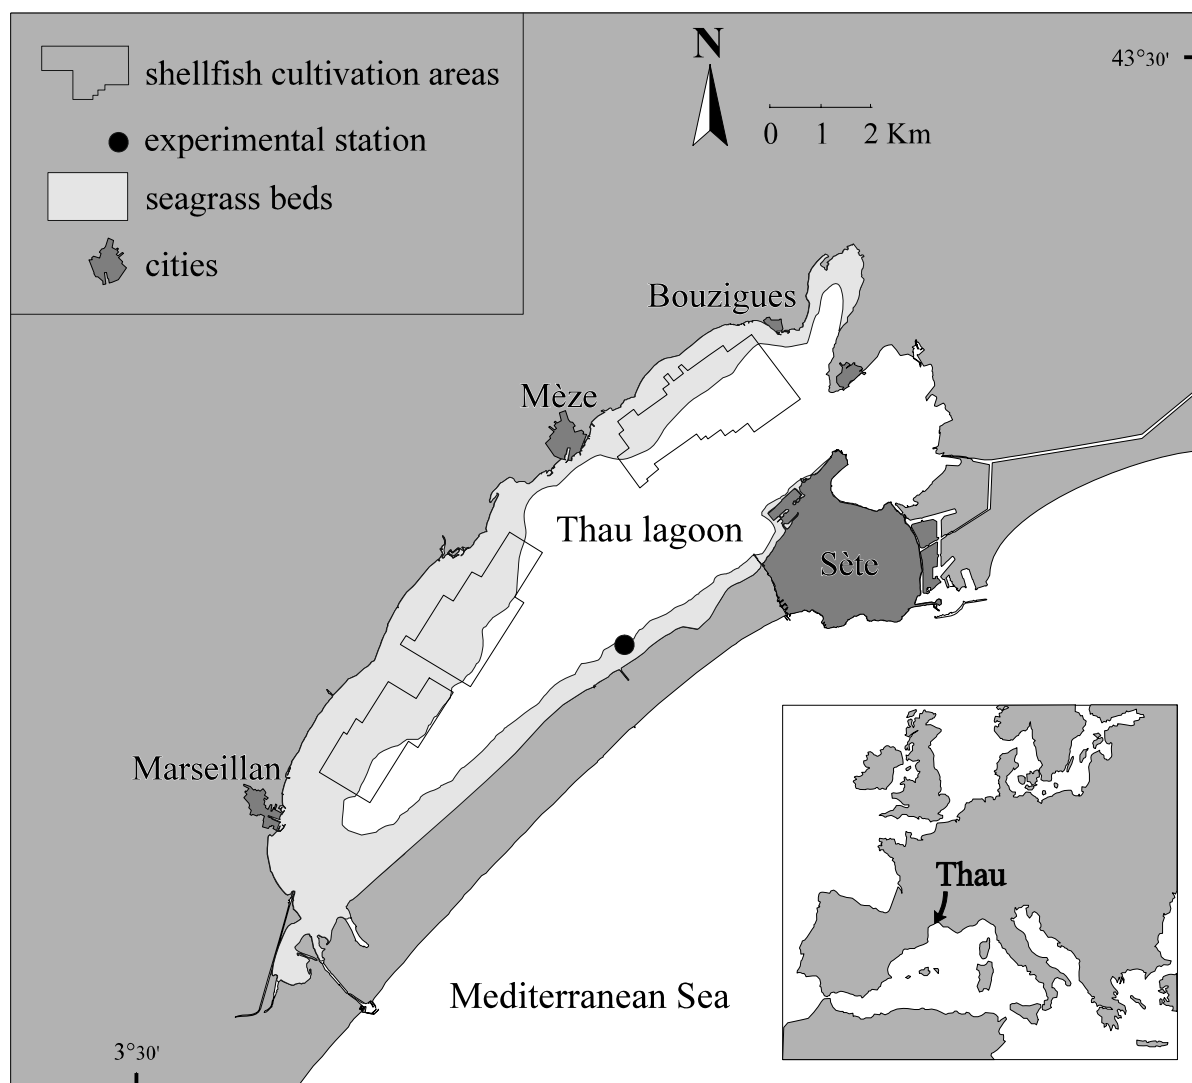 shellfish cultivation areas
experimental station
seagrass beds
cities
N
0 1 2 Km
43°30'
Bouzigues
Mèze
Thau lagoon
Sète
Marseillan
Thau
Mediterranean Sea
3°30'